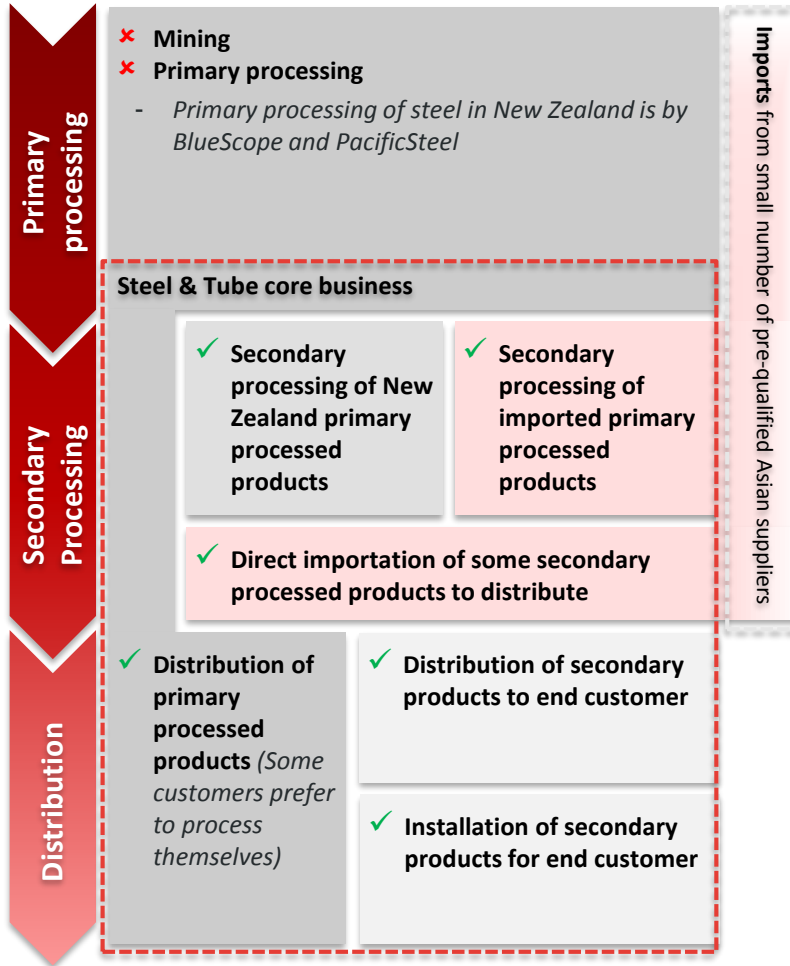 Primary
processing
✘ Mining
✘ Primary processing
- Primary processing of steel in New Zealand is by
BlueScope and PacificSteel
Imports from small number of pre-qualified Asian suppliers
Steel & Tube core business
Secondary
Processing
✓ Secondary
processing of New
Zealand primary
processed
products
✓ Secondary
processing of
imported primary
processed
products
✓ Direct importation of some secondary
processed products to distribute
Distribution
✓ Distribution of
primary
processed
products (Some
customers prefer
to process
themselves)
✓ Distribution of secondary
products to end customer
✓ Installation of secondary
products for end customer